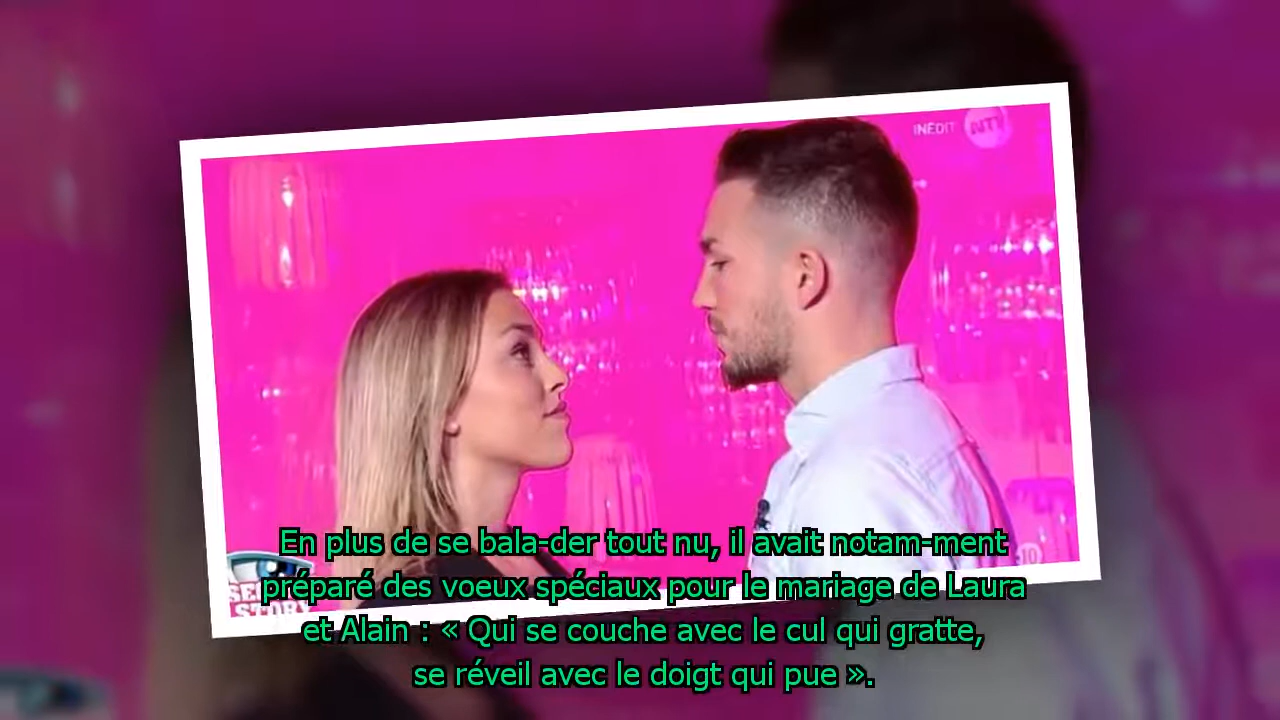 INÉDIT NT1
En plus de se bala-der tout nu, il avait notam-ment
préparé des voeux spéciaux pour le mariage de Laura
et Alain : « Qui se couche avec le cul qui gratte,
se réveil avec le doigt qui pue ».
STORY